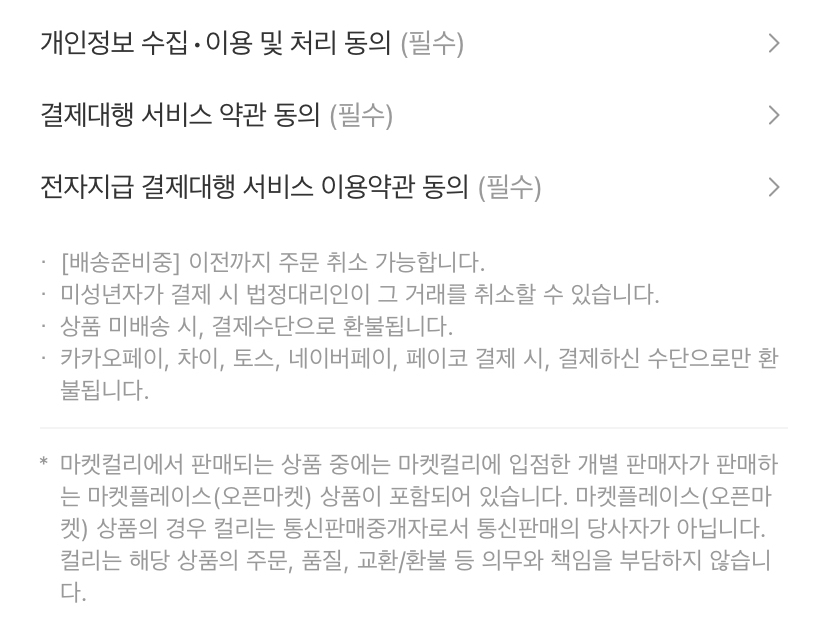 개인정보 수집•이용 및 처리 동의 (필수)
결제대행 서비스 약관 동의 (필수)
전자지급 결제대행 서비스 이용약관 동의 (필수)
· [배송준비중] 이전까지 주문 취소 가능합니다.
· 미성년자가 결제 시 법정대리인이 그 거래를 취소할 수 있습니다.
· 상품 미배송 시, 결제수단으로 환불됩니다.
· 카카오페이, 차이, 토스, 네이버페이, 페이코 결제 시, 결제하신 수단으로만 환
불됩니다.
* 마켓컬리에서 판매되는 상품 중에는 마켓컬리에 입점한 개별 판매자가 판매하
는 마켓플레이스(오픈마켓) 상품이 포함되어 있습니다. 마켓플레이스(오픈마
켓) 상품의 경우 컬리는 통신판매중개자로서 통신판매의 당사자가 아닙니다.
컬리는 해당 상품의 주문, 품질, 교환/환불 등 의무와 책임을 부담하지 않습니
다.